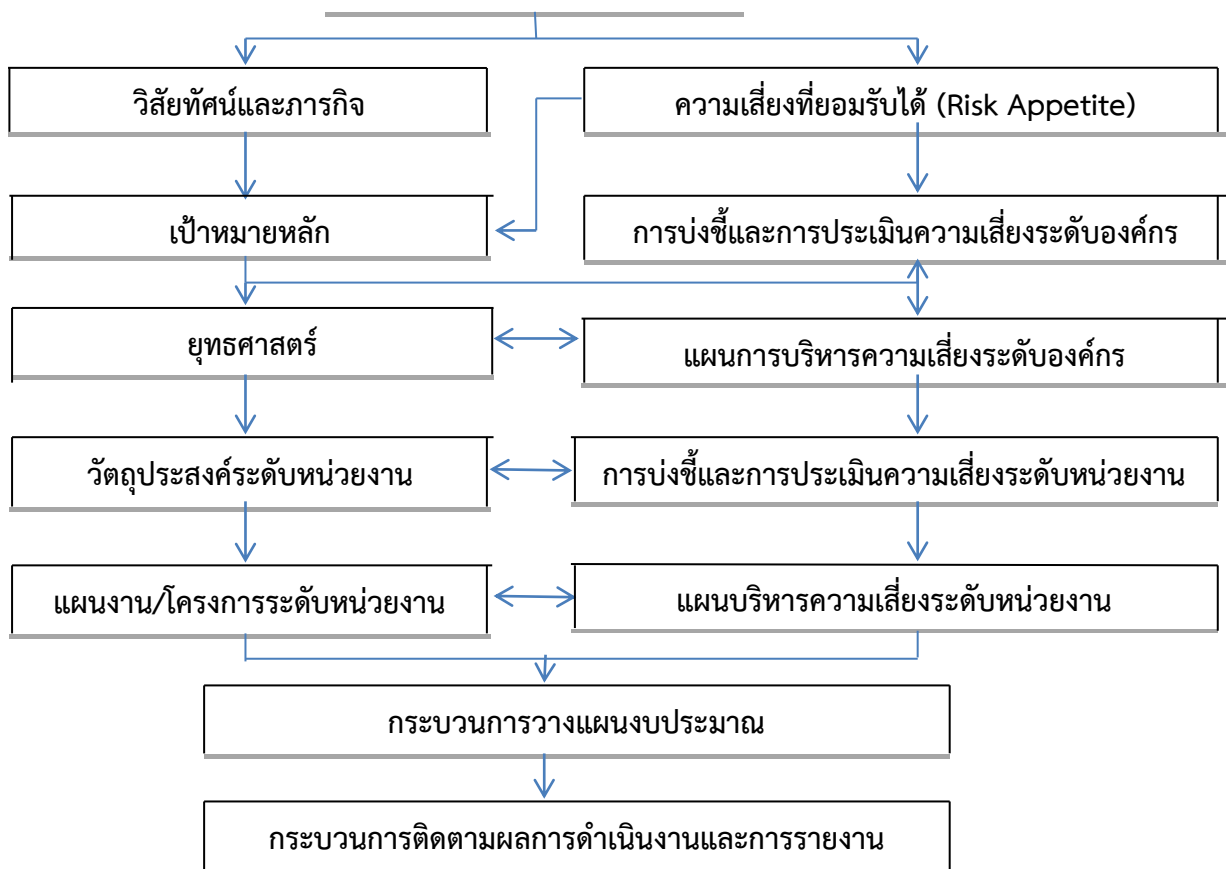 วิสัยทัศน์และภารกิจ
ความเสี่ยงที่ยอมรับได้ (Risk Appetite)
เป้าหมายหลัก
การบ่งชี้และการประเมินความเสี่ยงระดับองค์กร
ยุทธศาสตร์
แผนการบริหารความเสี่ยงระดับองค์กร
วัตถุประสงค์ระดับหน่วยงาน
การบ่งชี้และการประเมินความเสี่ยงระดับหน่วยงาน
แผนงาน/โครงการระดับหน่วยงาน
แผนบริหารความเสี่ยงระดับหน่วยงาน
กระบวนการวางแผนงบประมาณ
กระบวนการติดตามผลการดำเนินงานและการรายงาน